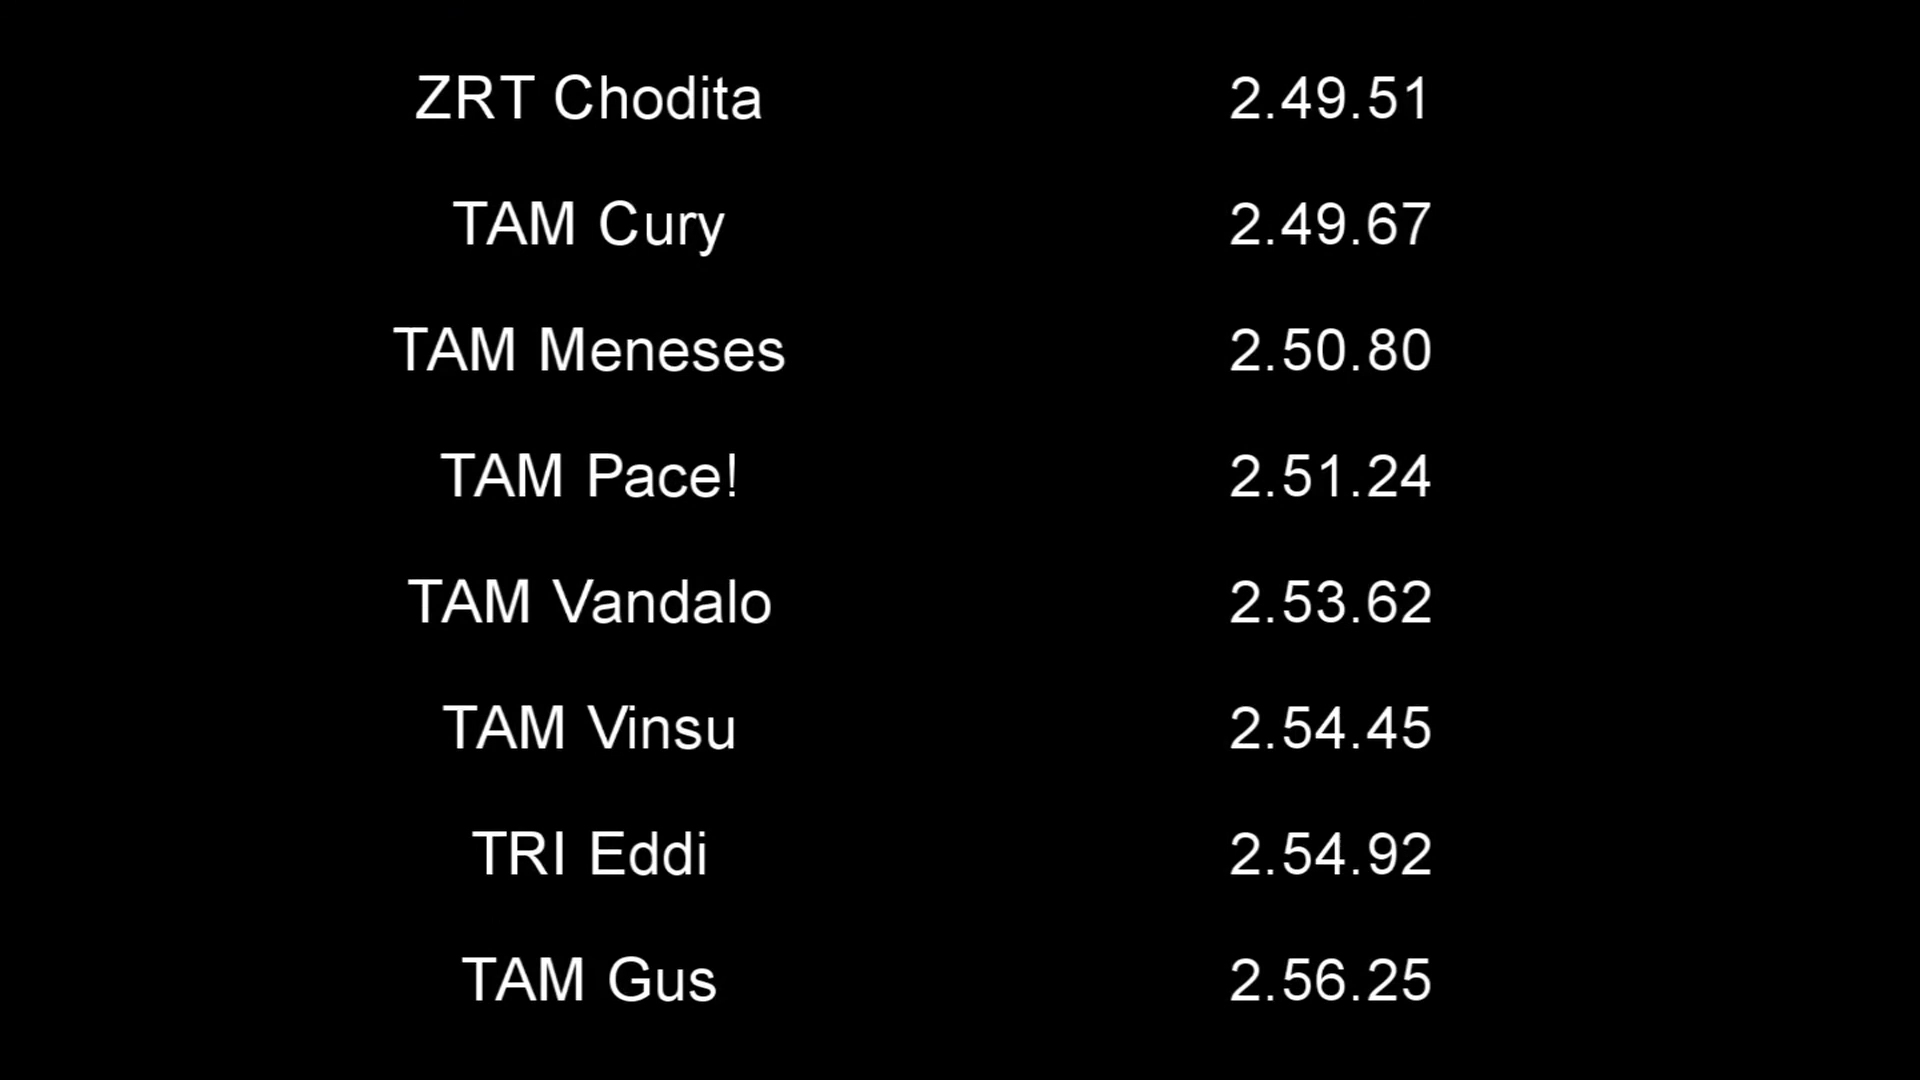 ZRT Chodita 2.49.51
TAM Cury 2.49.67
TAM Meneses 2.50.80
TAM Pace! 2.51.24
TAM Vandalo 2.53.62
TAM Vinsu 2.54.45
TRI Eddi 2.54.92
TAM Gus 2.56.25